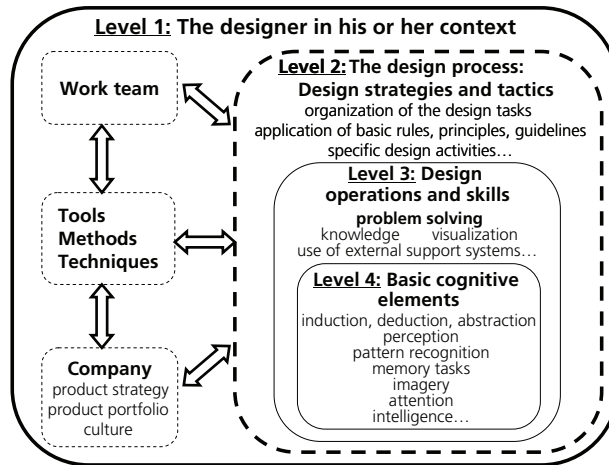 Level 1: The designer in his or her context
Work team
Tools
Methods
Techniques
Company
product strategy
product portfolio
culture
Level 2: The design process:
Design strategies and tactics
organization of the design tasks
application of basic rules, principles, guidelines
specific design activities…
Level 3: Design
operations and skills
problem solving
knowledge visualization
use of external support systems…
Level 4: Basic cognitive
elements
induction, deduction, abstraction
perception
pattern recognition
memory tasks
imagery
attention
intelligence…